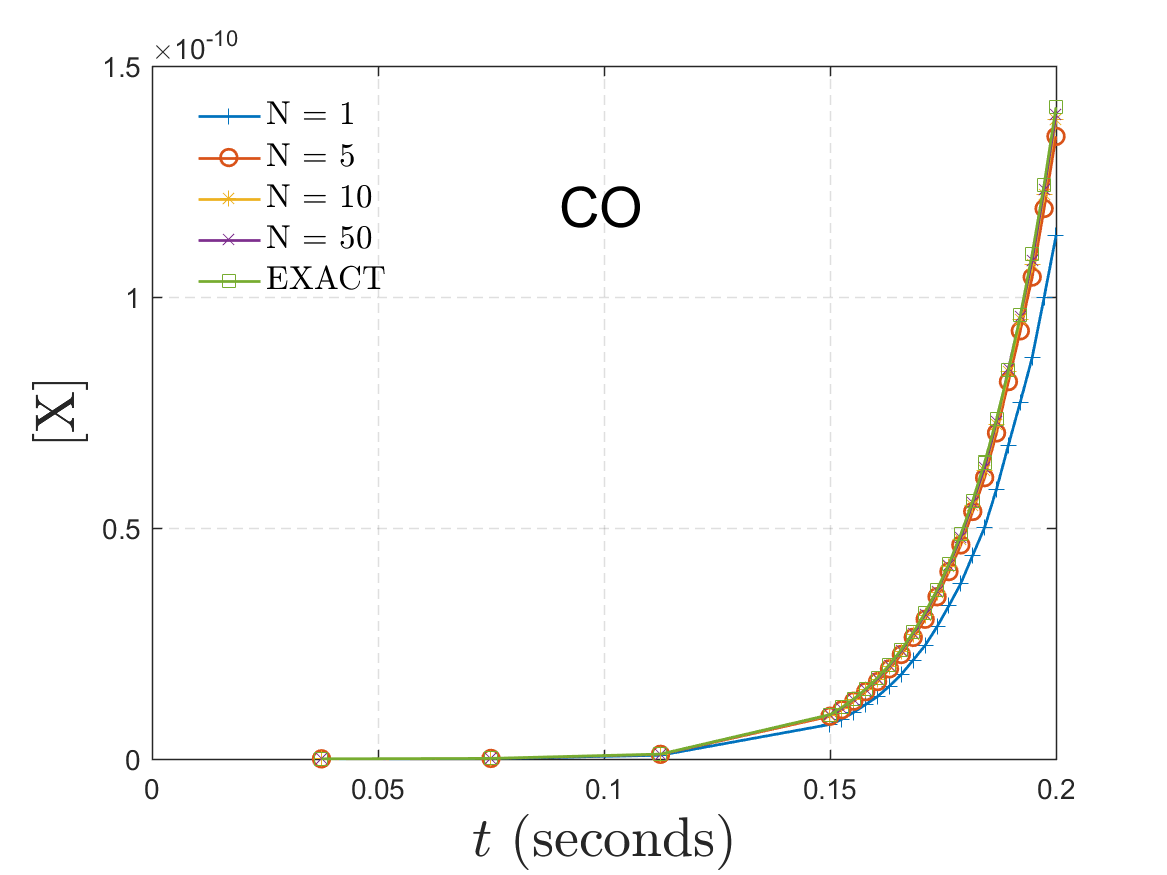 ×10-10
1.5
1
0.5
0
N = 1
N = 5
N = 10
N = 50
EXACT
CO
[X]
0 0.05 0.1 0.15 0.2
t (seconds)